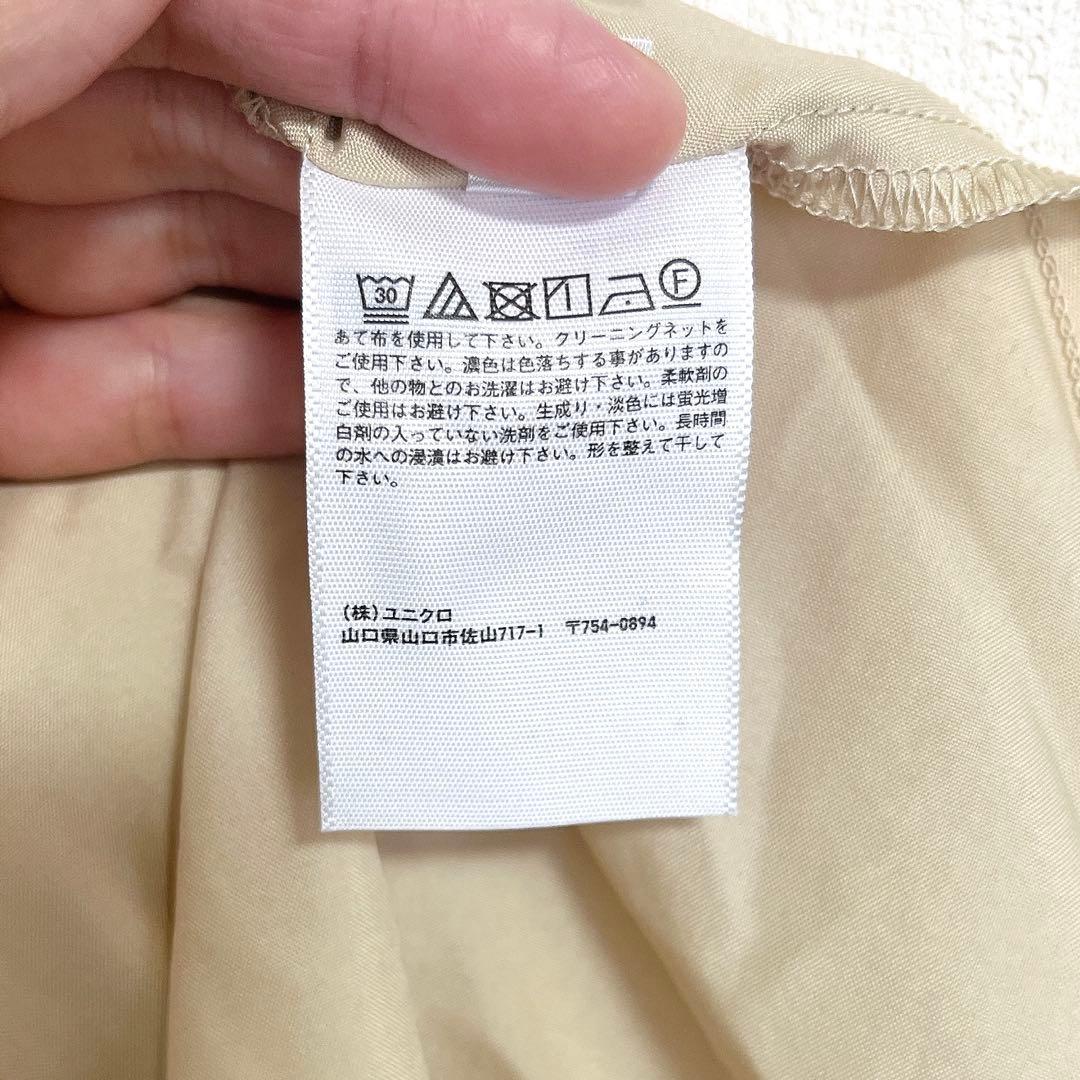 30 F
あて布を使用して下さい。クリーニングネットを
ご使用下さい。濃色は色落ちする事がありますの
で、他の物とのお洗濯はお避け下さい。柔軟剤の
ご使用はお避け下さい。生成り・淡色には蛍光増
白剤の入っていない洗剤をご使用下さい。長時間
の水への浸漬はお避け下さい。形を整えて干して
下さい。
(株)ユニクロ
山口県山口市佐山717-1 〒754-0894